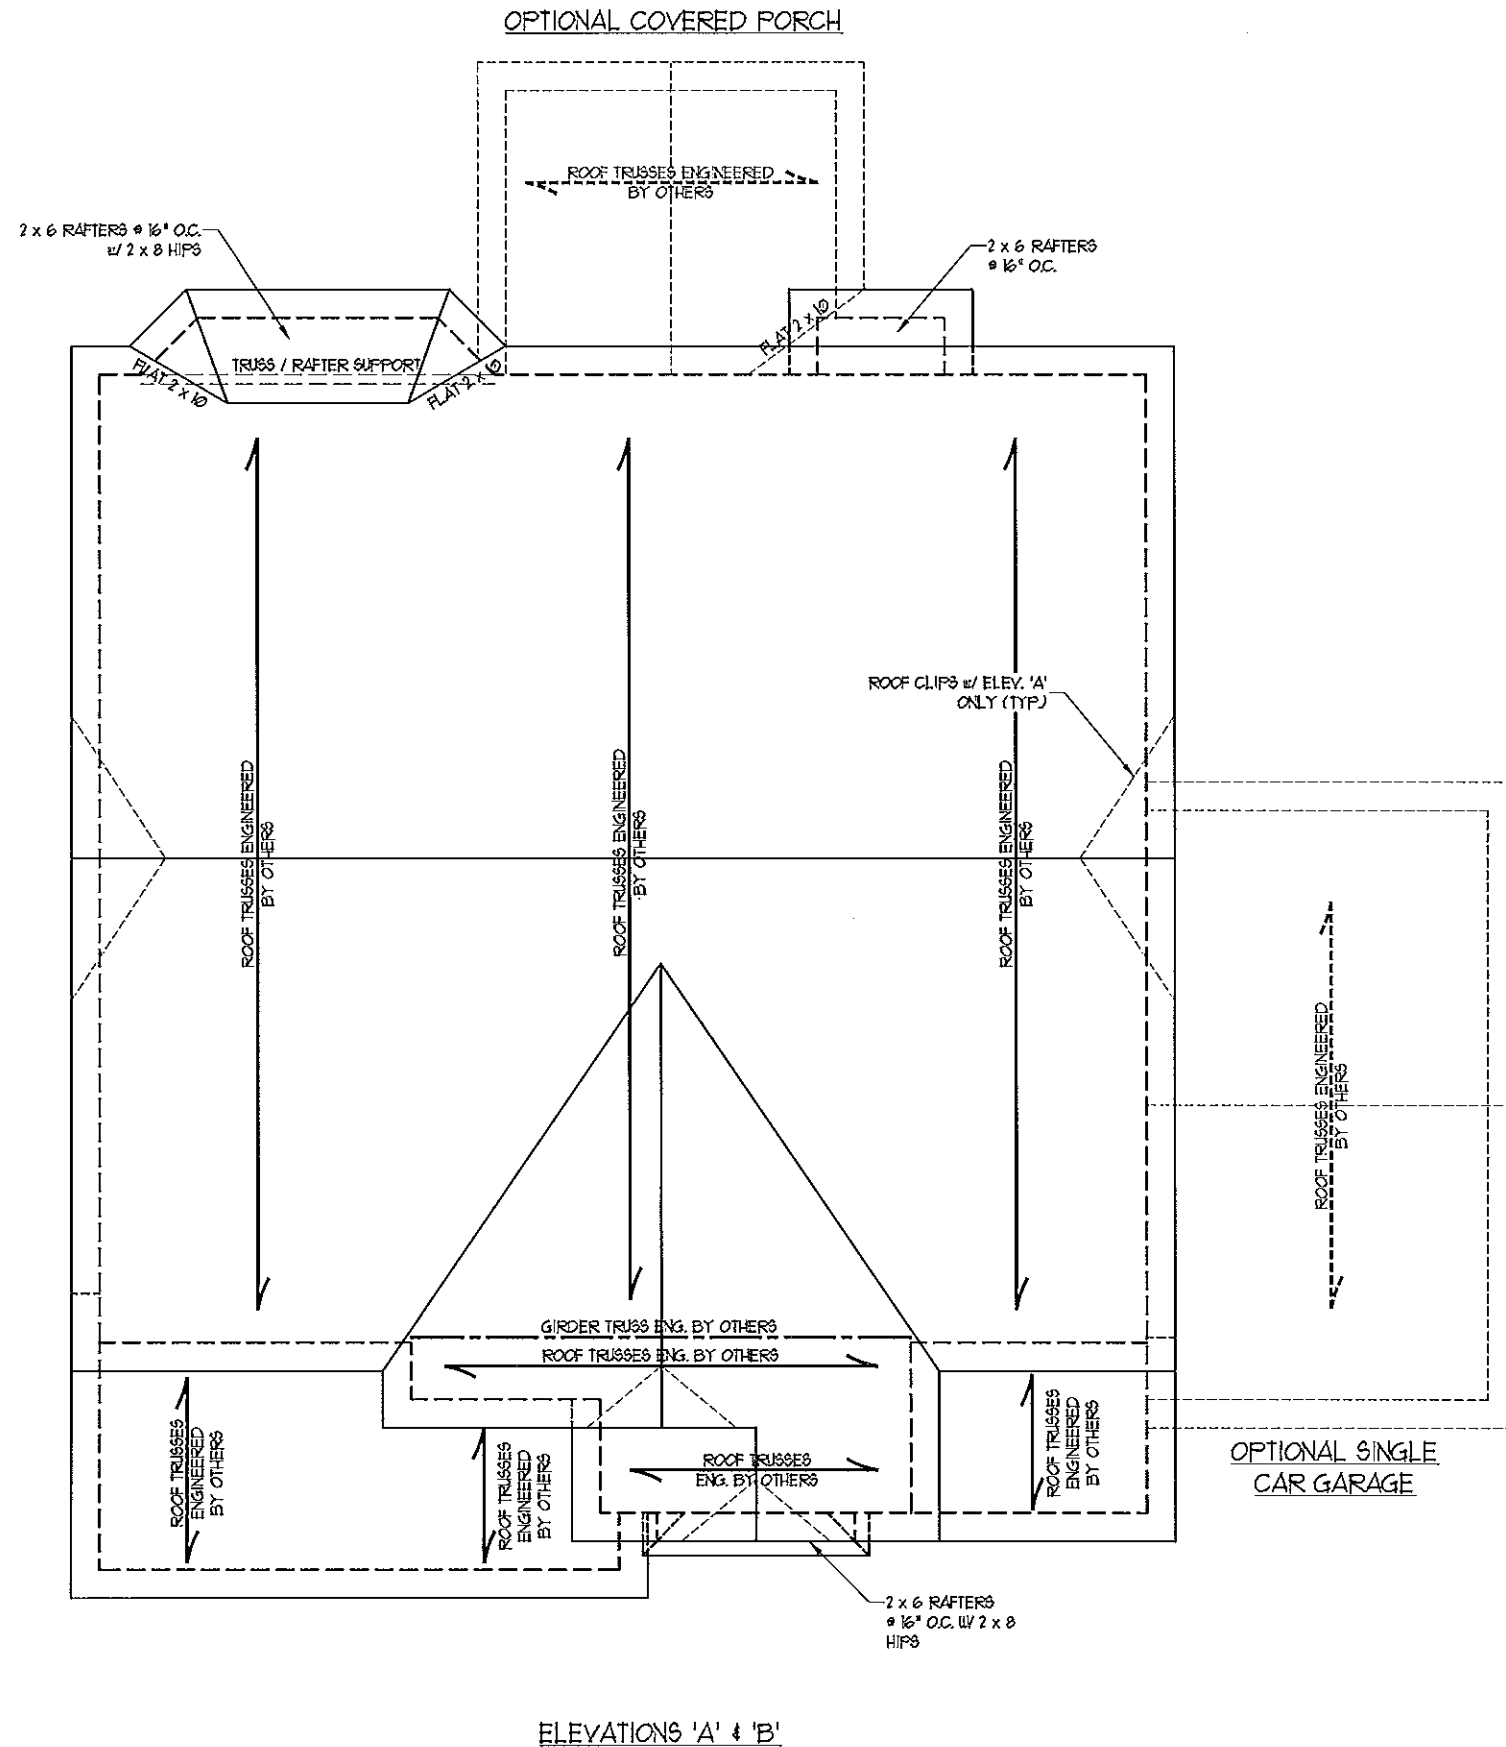 OPTIONAL COVERED PORCH
ROOF TRUSSES ENGINEERED
BY OTHERS
2 x 6 RAFTERS @ 16" O.C.
w/ 2 x 8 HIPS
2 x 6 RAFTERS
@ 16" O.C.
FLAT 2 x 10
TRUSS / RAFTER SUPPORT
FLAT 2 x 10
FLAT 2 x 10
ROOF CLIPS w/ ELEV. 'A'
ONLY (TYP.)
ROOF TRUSSES ENGINEERED
BY OTHERS
ROOF TRUSSES ENGINEERED
BY OTHERS
ROOF TRUSSES ENGINEERED
BY OTHERS
ROOF TRUSSES ENGINEERED
BY OTHERS
GIRDER TRUSS ENG. BY OTHERS
ROOF TRUSSES ENG. BY OTHERS
ROOF TRUSSES
ENGINEERED
BY OTHERS
ROOF TRUSSES
ENGINEERED
BY OTHERS
ROOF TRUSSES
ENG. BY OTHERS
ROOF TRUSSES
ENGINEERED
BY OTHERS
OPTIONAL SINGLE
CAR GARAGE
2 x 6 RAFTERS
@ 16" O.C. W/ 2 x 8
HIPS
ELEVATIONS 'A' & 'B'